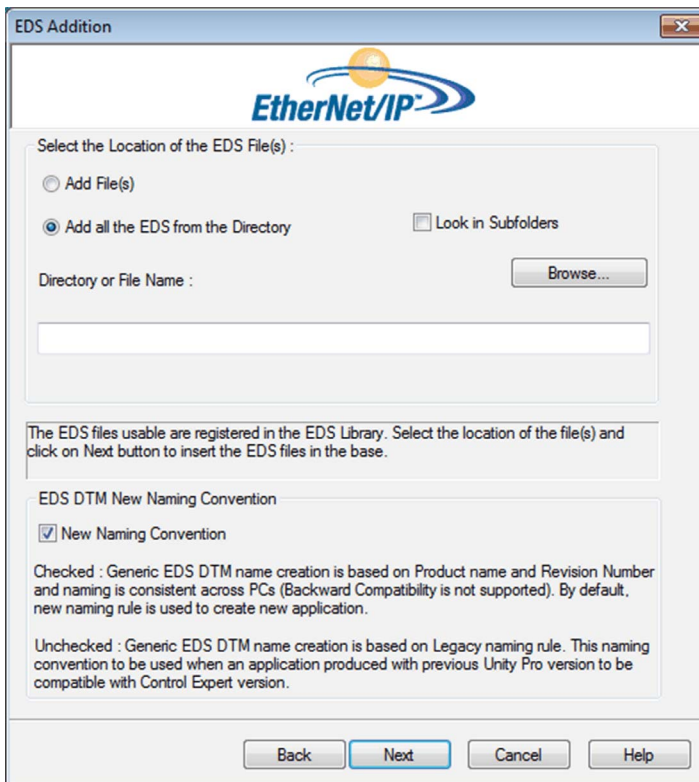 EDS Addition
EtherNet/IP™
Select the Location of the EDS File(s) :
Add File(s)
Add all the EDS from the Directory
Look in Subfolders
Directory or File Name :
Browse...
The EDS files usable are registered in the EDS Library. Select the location of the file(s) and
click on Next button to insert the EDS files in the base.
EDS DTM New Naming Convention
New Naming Convention
Checked : Generic EDS DTM name creation is based on Product name and Revision Number
and naming is consistent across PCs (Backward Compatibility is not supported). By default,
new naming rule is used to create new application.
Unchecked : Generic EDS DTM name creation is based on Legacy naming rule. This naming
convention to be used when an application produced with previous Unity Pro version to be
compatible with Control Expert version.
Back
Next
Cancel
Help